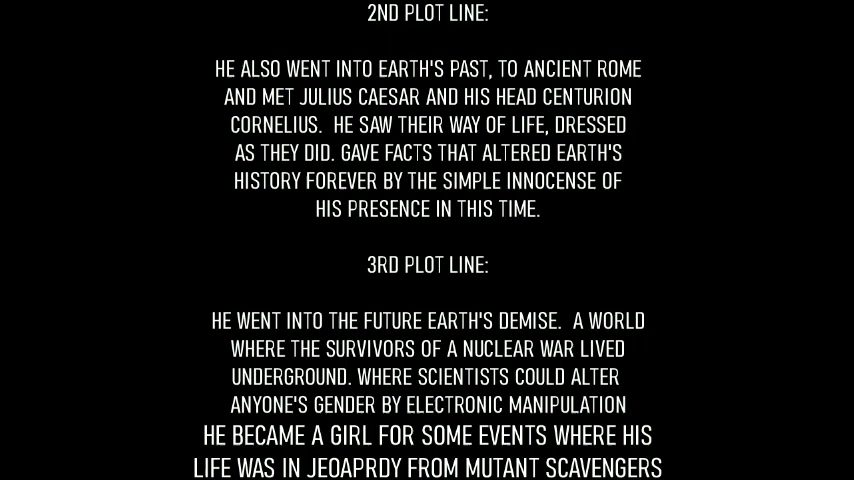 2ND PLOT LINE:
HE ALSO WENT INTO EARTH'S PAST, TO ANCIENT ROME
AND MET JULIUS CAESAR AND HIS HEAD CENTURION
CORNELIUS.  HE SAW THEIR WAY OF LIFE, DRESSED
AS THEY DID. GAVE FACTS THAT ALTERED EARTH'S
HISTORY FOREVER BY THE SIMPLE INNOCENSE OF
HIS PRESENCE IN THIS TIME.
3RD PLOT LINE:
HE WENT INTO THE FUTURE EARTH'S DEMISE.  A WORLD
WHERE THE SURVIVORS OF A NUCLEAR WAR LIVED
UNDERGROUND. WHERE SCIENTISTS COULD ALTER
ANYONE'S GENDER BY ELECTRONIC MANIPULATION
HE BECAME A GIRL FOR SOME EVENTS WHERE HIS
LIFE WAS IN JEOAPRDY FROM MUTANT SCAVENGERS